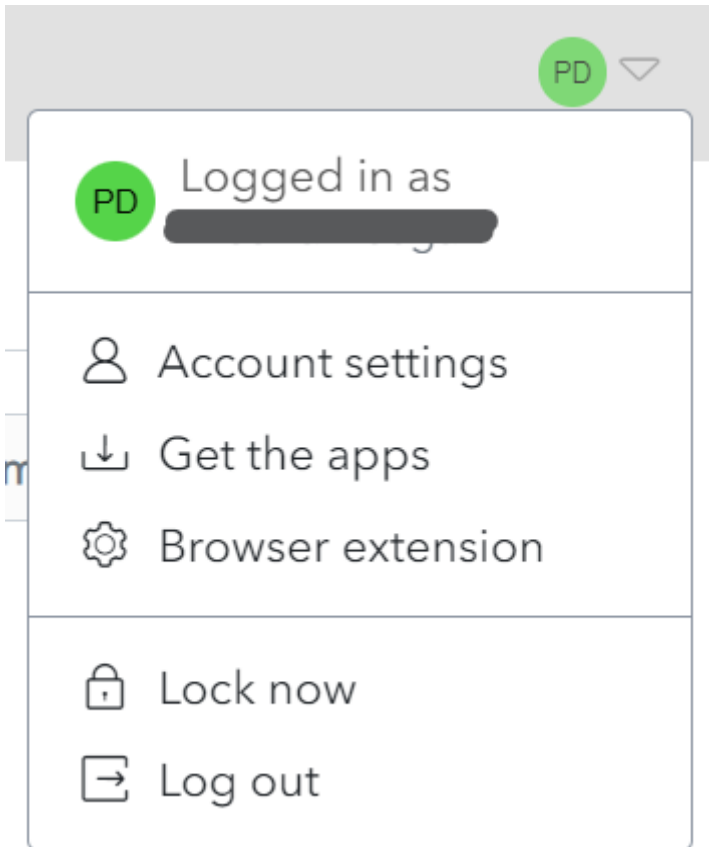 PD
PD
Logged in as
Account settings
Get the apps
Browser extension
Lock now
Log out